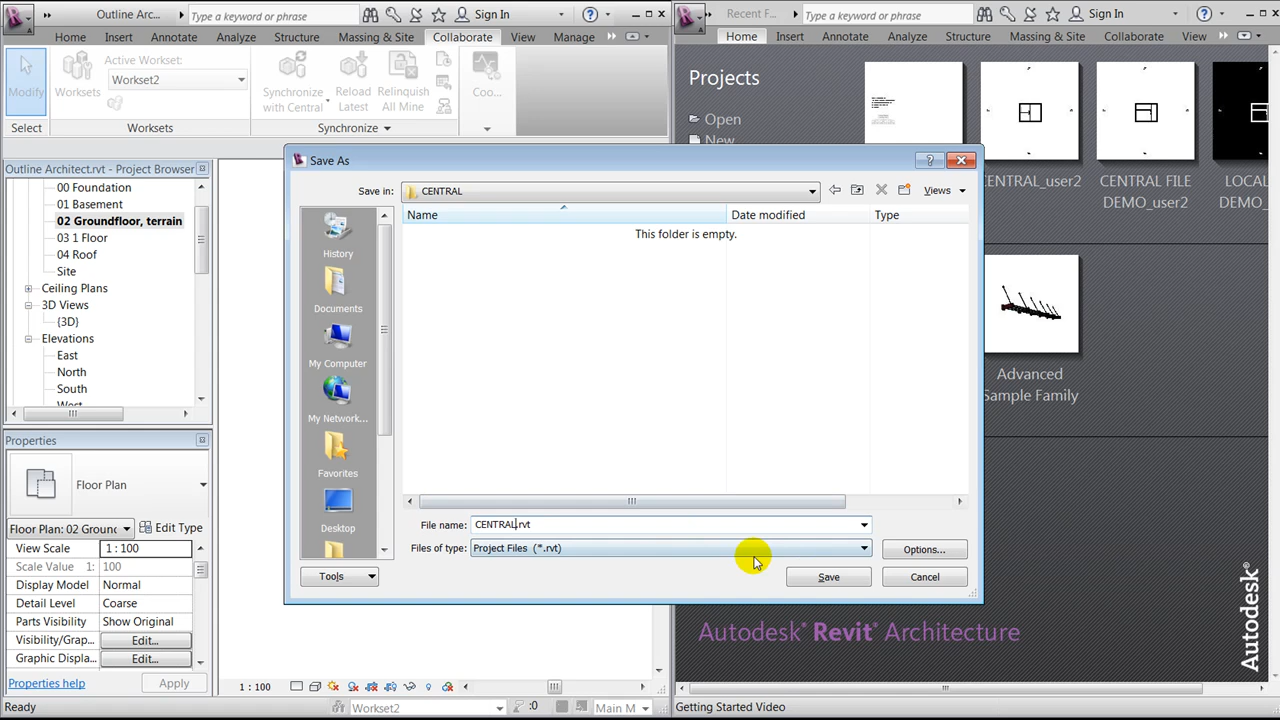 Outline Arc...
Type a keyword or phrase
Sign In
Recent F...
Type a keyword or phrase
Sign In
Home
Insert
Annotate
Analyze
Structure
Massing & Site
Collaborate
View
Manage
Home
Insert
Annotate
Analyze
Structure
Massing & Site
Collaborate
View
Modify
Worksets
Active Workset:
Workset2
Synchronize
with Central
Reload
Latest
Relinquish
All Mine
Coo...
Select
Worksets
Synchronize
Projects
Open
New
CENTRAL_user2
CENTRAL FILE
DEMO_user2
LOCAL
DEMO_
Advanced
Sample Family
Outline Architect.rvt - Project Browser
00 Foundation
01 Basement
02 Groundfloor, terrain
03 1 Floor
04 Roof
Site
Ceiling Plans
3D Views
{3D}
Elevations
East
North
South
West
Save As
Save in:
CENTRAL
Views
Name
Date modified
Type
This folder is empty.
History
Documents
My Computer
My Network...
Favorites
Desktop
File name:
CENTRAL.rvt
Files of type:
Project Files (*.rvt)
Options...
Tools
Save
Cancel
Properties
Floor Plan
Floor Plan: 02 Groun
Edit Type
View Scale
1 : 100
Scale Value 1:
100
Display Model
Normal
Detail Level
Coarse
Parts Visibility
Show Original
Visibility/Grap...
Edit...
Graphic Displa...
Edit...
Properties help
Apply
1 : 100
Autodesk® Revit® Architecture
Autodesk®
Ready
Workset2
:0
Main M
Getting Started Video